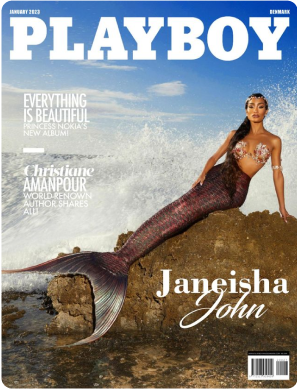 JANUARY 2023
DENMARK
PLAYBOY
EVERYTHING
IS BEAUTIFUL
PRINCESS NOKIA'S
NEW ALBUM!
Christiane
AMANPOUR
WORLD RENOWN
AUTHOR SHARES
ALL!
Janeisha
John